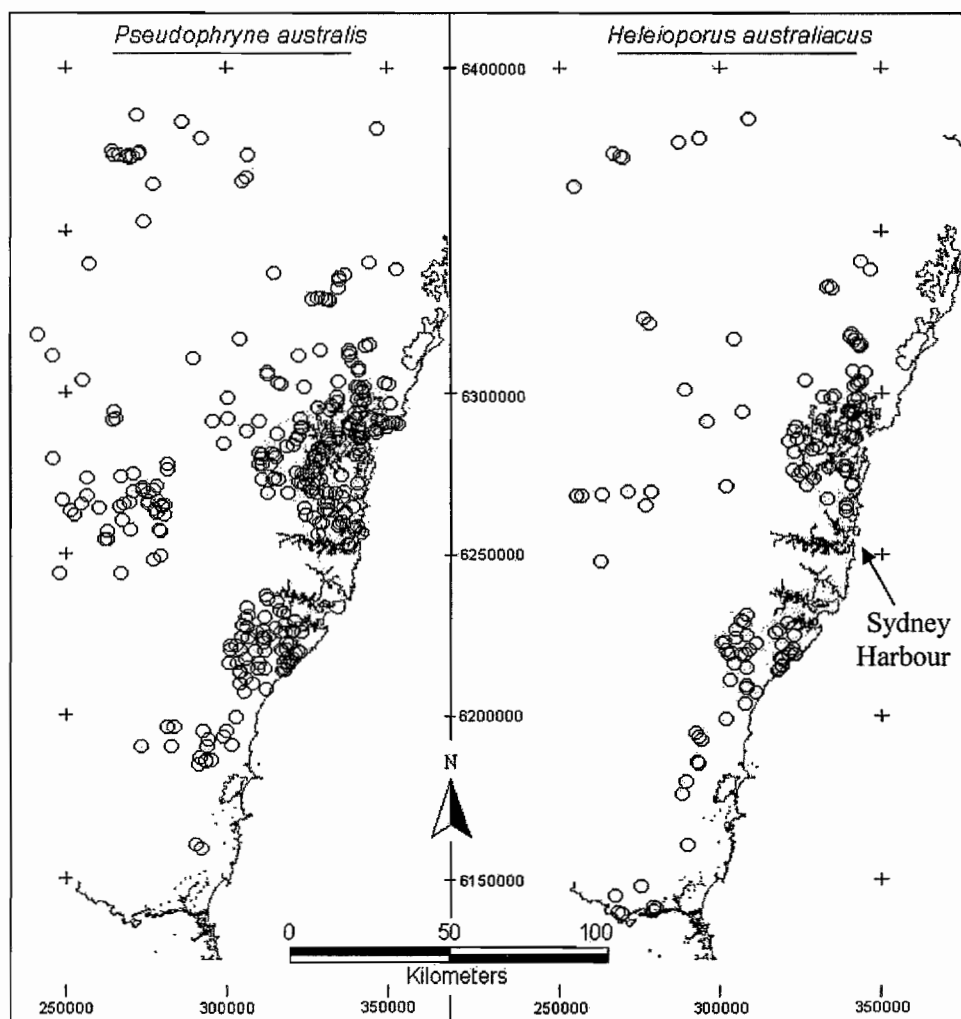 Pseudophryne australis
Heleioporus australiacus
6400000
6300000
6250000
Sydney
Harbour
6200000
N
6150000
0 50 100
Kilometers
250000 300000 350000
250000 300000 350000